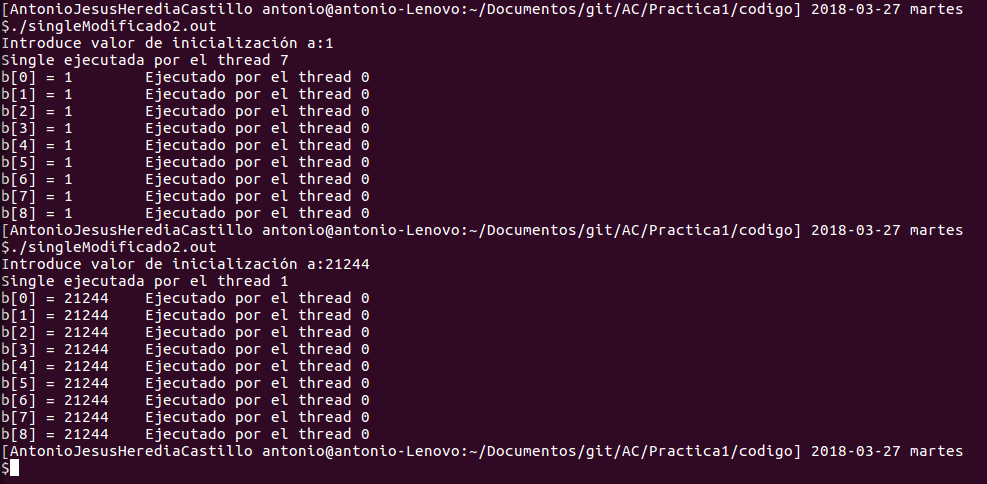 [AntonioJesusHerediaCastillo antonio@antonio-Lenovo:~/Documentos/git/AC/Practica1/codigo] 2018-03-27 martes
$./singleModificado2.out
Introduce valor de inicialización a:1
Single ejecutada por el thread 7
b[0] = 1        Ejecutado por el thread 0
b[1] = 1        Ejecutado por el thread 0
b[2] = 1        Ejecutado por el thread 0
b[3] = 1        Ejecutado por el thread 0
b[4] = 1        Ejecutado por el thread 0
b[5] = 1        Ejecutado por el thread 0
b[6] = 1        Ejecutado por el thread 0
b[7] = 1        Ejecutado por el thread 0
b[8] = 1        Ejecutado por el thread 0
[AntonioJesusHerediaCastillo antonio@antonio-Lenovo:~/Documentos/git/AC/Practica1/codigo] 2018-03-27 martes
$./singleModificado2.out
Introduce valor de inicialización a:21244
Single ejecutada por el thread 1
b[0] = 21244    Ejecutado por el thread 0
b[1] = 21244    Ejecutado por el thread 0
b[2] = 21244    Ejecutado por el thread 0
b[3] = 21244    Ejecutado por el thread 0
b[4] = 21244    Ejecutado por el thread 0
b[5] = 21244    Ejecutado por el thread 0
b[6] = 21244    Ejecutado por el thread 0
b[7] = 21244    Ejecutado por el thread 0
b[8] = 21244    Ejecutado por el thread 0
[AntonioJesusHerediaCastillo antonio@antonio-Lenovo:~/Documentos/git/AC/Practica1/codigo] 2018-03-27 martes
$